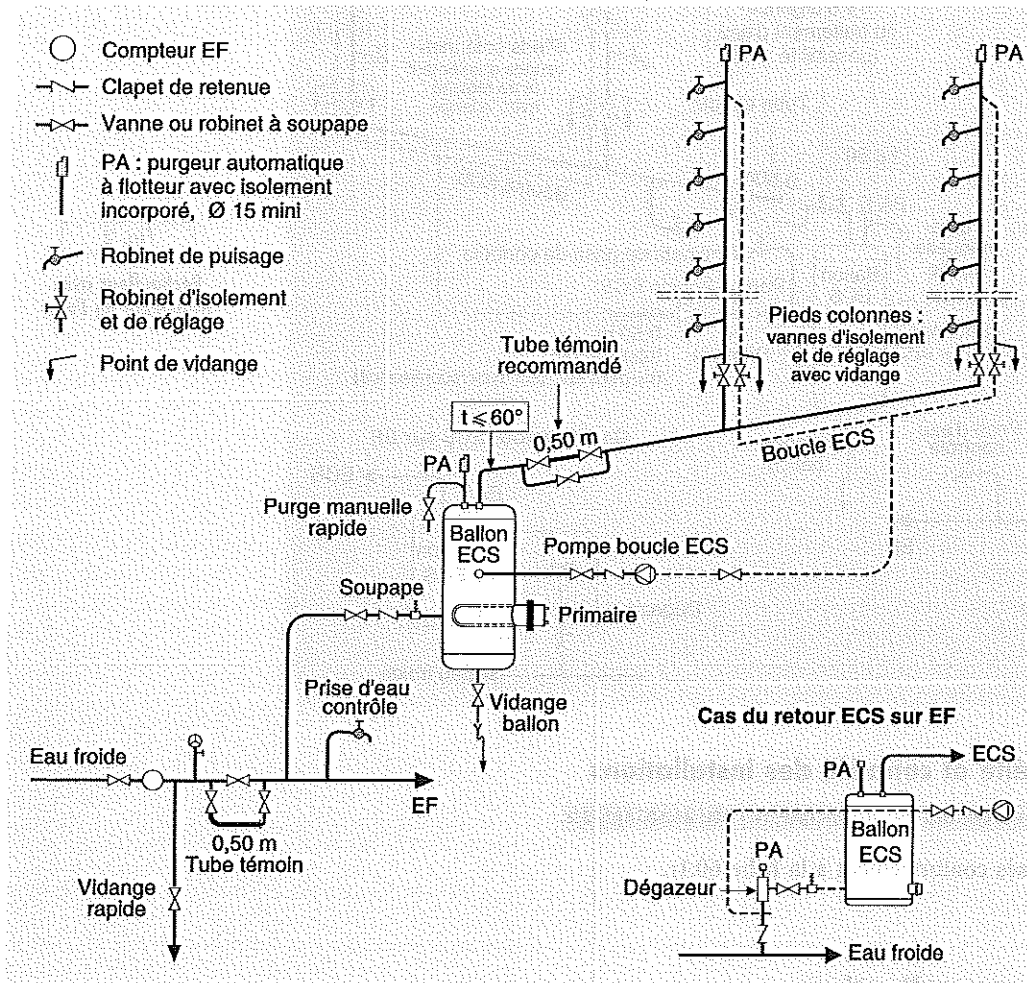 Compteur EF
Clapet de retenue
Vanne ou robinet à soupape
PA : purgeur automatique
à flotteur avec isolement
incorporé, Ø 15 mini
Robinet de puisage
Robinet d'isolement
et de réglage
Point de vidange
PA
PA
Pieds colonnes :
vannes d'isolement
et de réglage
avec vidange
Tube témoin
recommandé
t ⩽ 60°
0,50 m
Boucle ECS
PA
Purge manuelle
rapide
Ballon
ECS
Pompe boucle ECS
Soupape
Primaire
Prise d'eau
contrôle
Vidange
ballon
Eau froide
EF
0,50 m
Tube témoin
Vidange
rapide
Cas du retour ECS sur EF
PA
ECS
Ballon
ECS
PA
Dégazeur
Eau froide